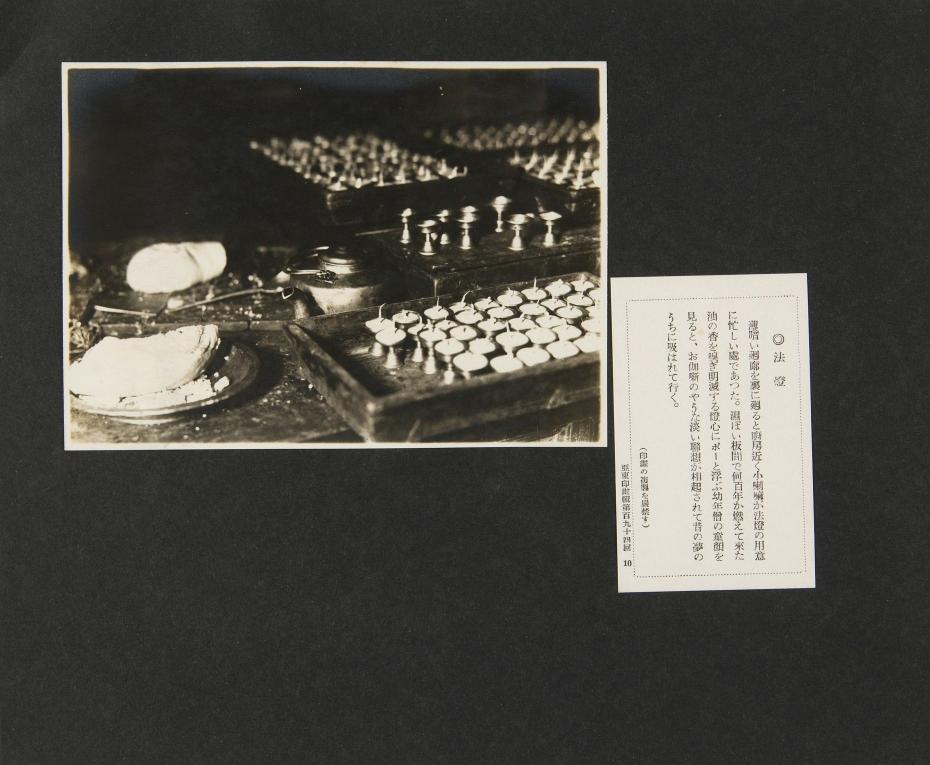 ◎法燈
薄暗い廻廊を裏に廻ると厨房近く小喇嘛が法燈の用意
に忙しい處であつた。濕ぽい板間で何百年か燃えて來た
油の香を嗅ぎ明滅する燈心にボーと浮ぶ幼年僧の童顔を
見ると、お伽噺のやうな淡い聯想が相起されて昔の夢の
うちに吸はれて行く。
(印畫の複製を嚴禁す)
亞東印畫輯第百九十四回 10